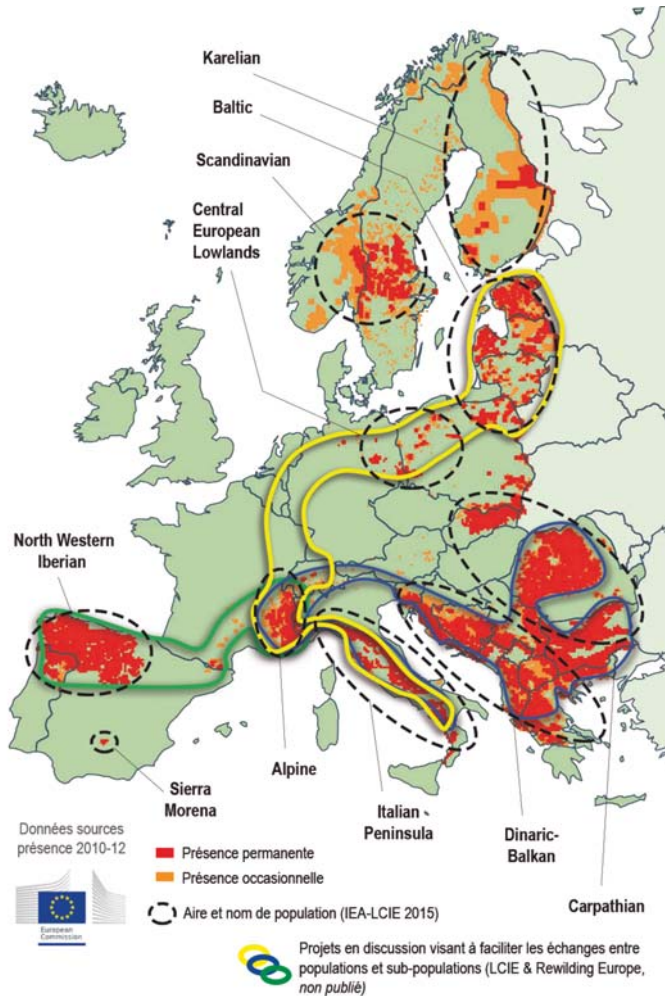 Karelian
Baltic
Scandinavian
Central
European
Lowlands
North Western
Iberian
Sierra
Morena
Alpine
Italian
Peninsula
Dinaric-
Balkan
Carpathian
Données sources
présence 2010-12
European
Commission
Présence permanente
Présence occasionnelle
Aire et nom de population (IEA-LCIE 2015)
Projets en discussion visant à faciliter les échanges entre
populations et sub-populations (LCIE & Rewilding Europe,
non publié)